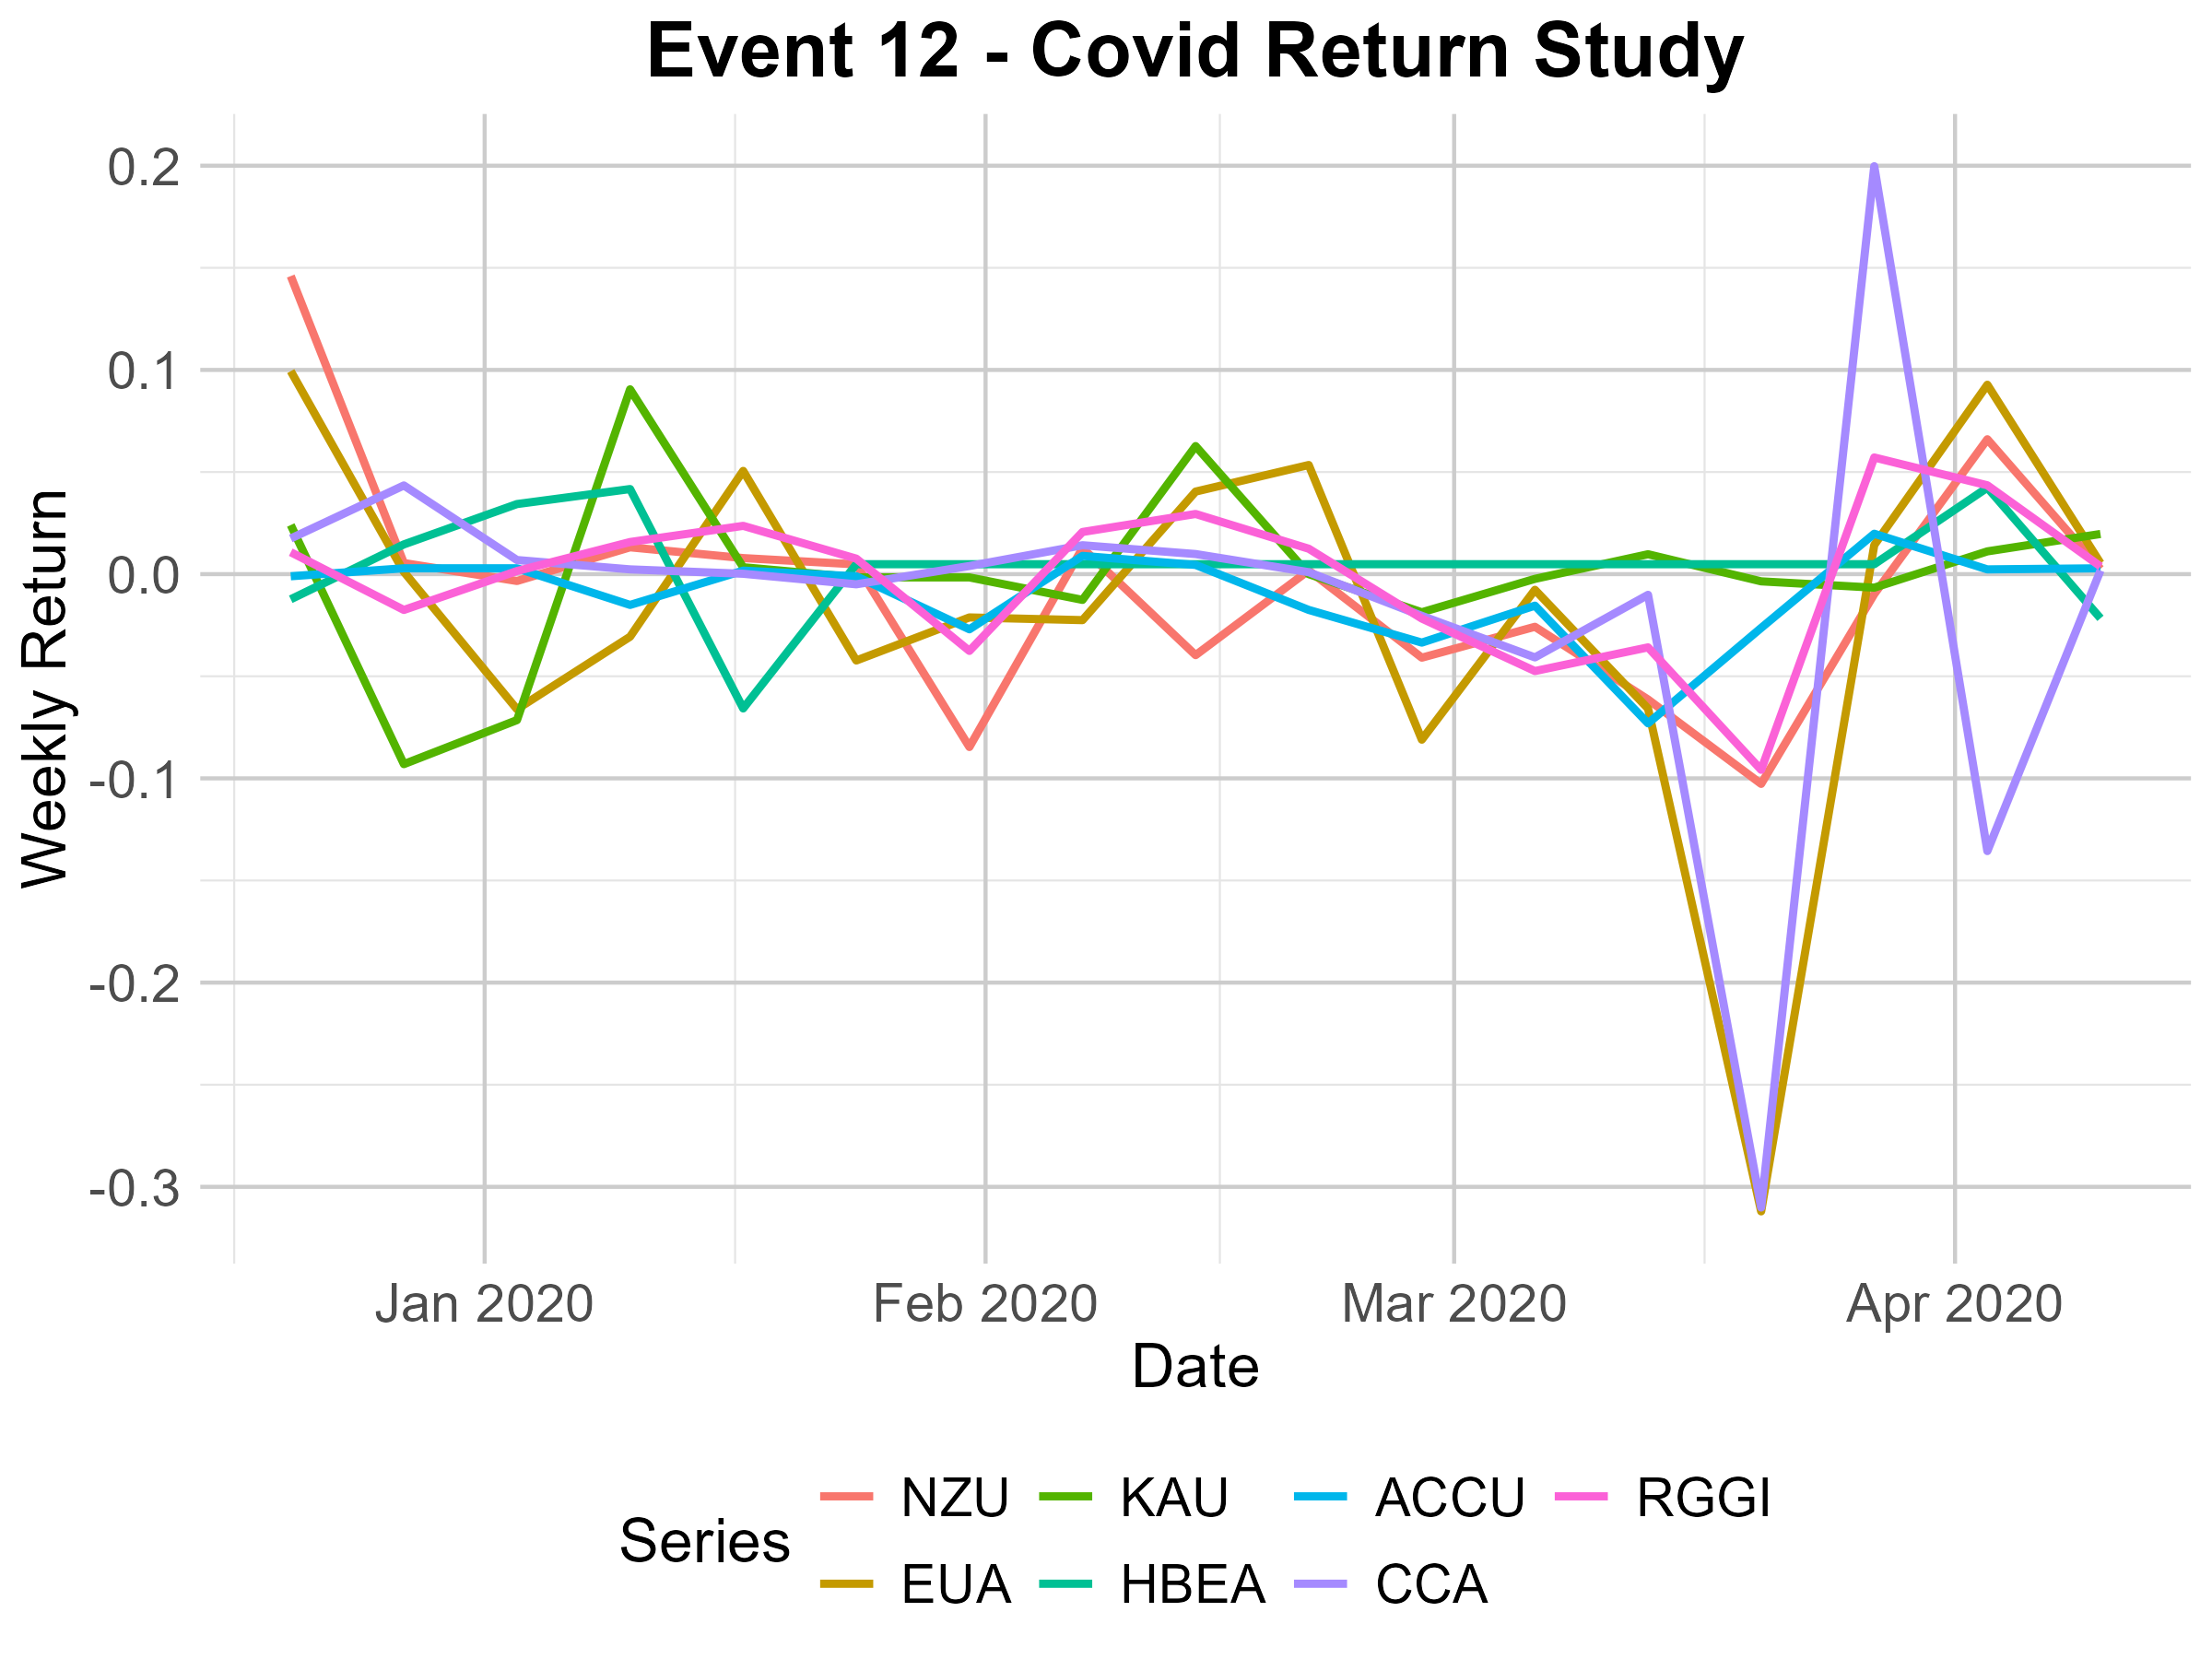 Event 12 - Covid Return Study
Weekly Return
0.2
0.1
0.0
-0.1
-0.2
-0.3
Jan 2020 Feb 2020 Mar 2020 Apr 2020
Date
Series
NZU KAU ACCU RGGI
EUA HBEA CCA